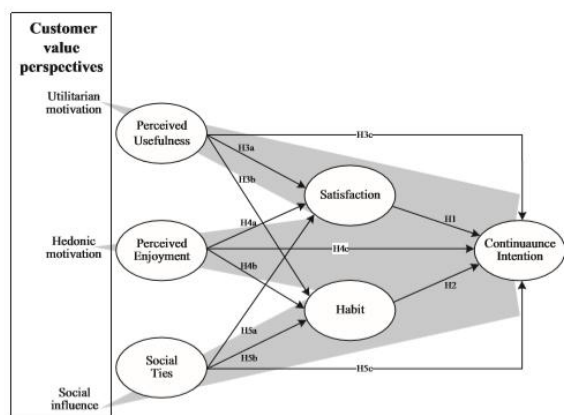 Customer
value
perspectives
Utilitarian
motivation
Perceived
Usefulness
H3c
H3a
H3b
Satisfaction
H4a
H1
Hedonic
motivation
Perceived
Enjoyment
H4c
Continuaunce
Intention
H4b
H2
Habit
H5a
H5b
Social
Ties
H5c
Social
influence